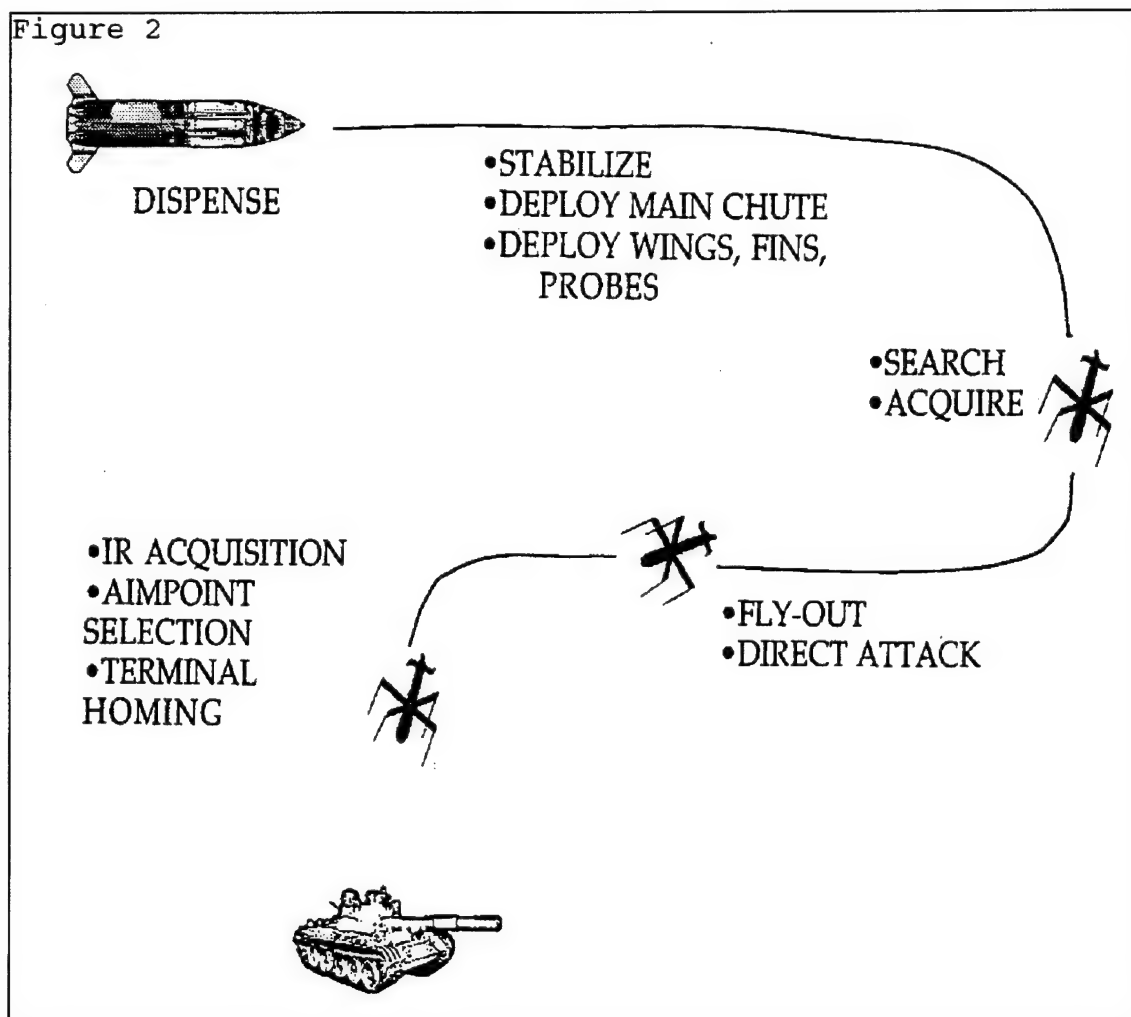 Figure 2
DISPENSE
•STABILIZE
•DEPLOY MAIN CHUTE
•DEPLOY WINGS, FINS,
PROBES
•SEARCH
•ACQUIRE
•IR ACQUISITION
•AIMPOINT
SELECTION
•TERMINAL
HOMING
•FLY-OUT
•DIRECT ATTACK